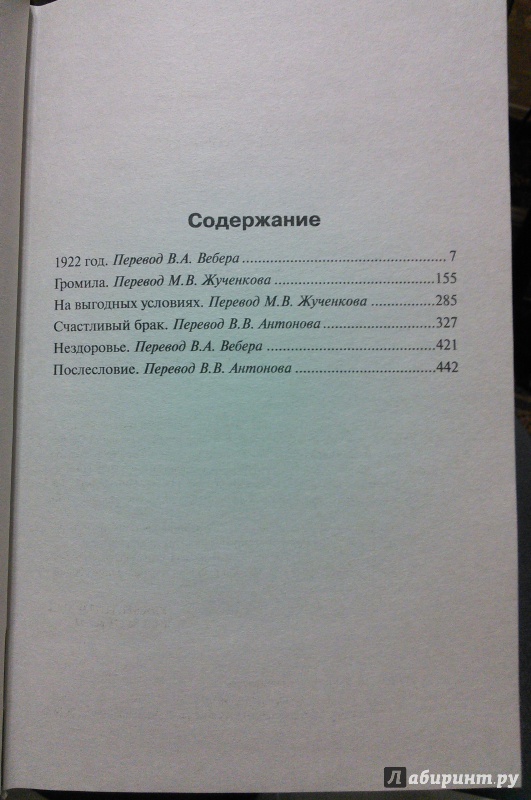 Содержание
1922 год. Перевод В.А. Вебера ........................................ 7
Громила. Перевод М.В. Жученкова ................................ 155
На выгодных условиях. Перевод М.В. Жученкова ............ 285
Счастливый брак. Перевод В.В. Антонова ...................... 327
Нездоровье. Перевод В.А. Вебера .................................. 421
Послесловие. Перевод В.В. Антонова ........................... 442
Лабиринт.ру